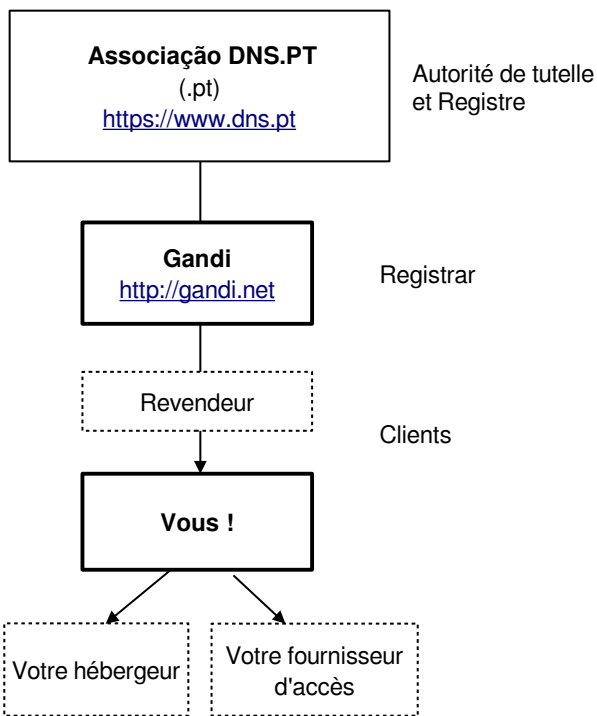 Associação DNS.PT
(.pt)
https://www.dns.pt
Autorité de tutelle
et Registre
Gandi
http://gandi.net
Registrar
Revendeur
Clients
Vous !
Votre hébergeur
Votre fournisseur
d'accès